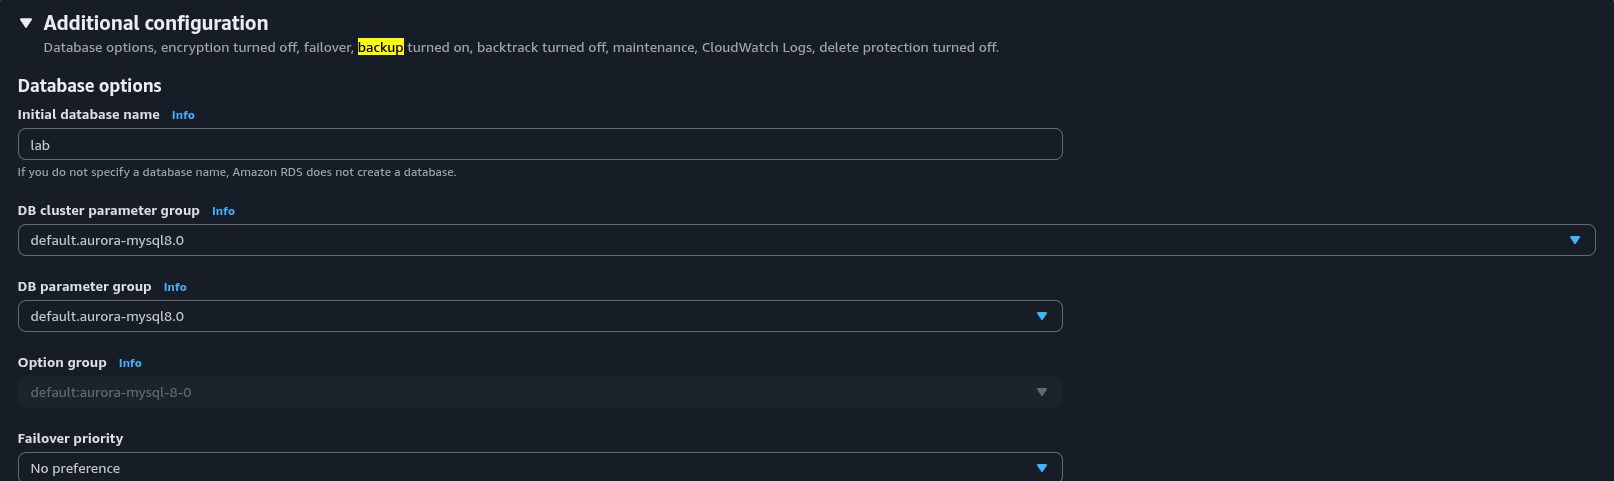 Additional configuration
Database options, encryption turned off, failover, backup turned on, backtrack turned off, maintenance, CloudWatch Logs, delete protection turned off.
Database options
Initial database name Info
lab
If you do not specify a database name, Amazon RDS does not create a database.
DB cluster parameter group Info
default.aurora-mysql8.0
DB parameter group Info
default.aurora-mysql8.0
Option group Info
default:aurora-mysql-8-0
Failover priority
No preference